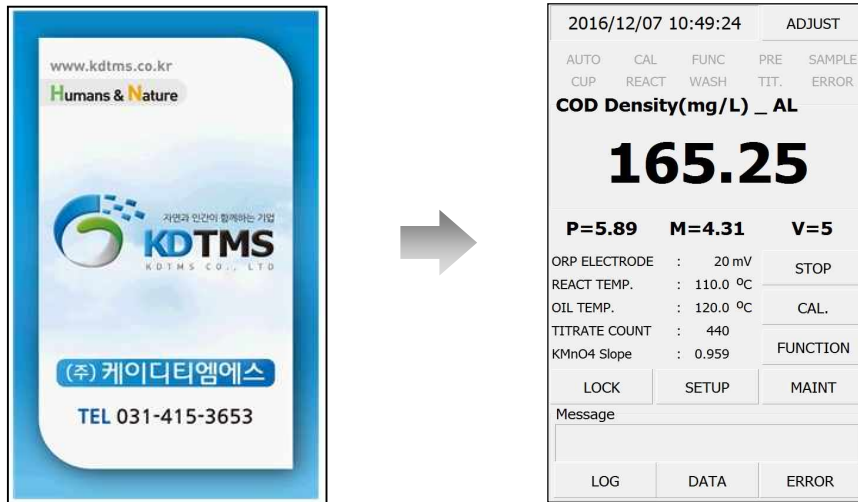 www.kdtms.co.kr
Humans & Nature
자연과 인간이 함께하는 기업
KDTMS
KDTMS CO., LTD
(주) 케이디티엠에스
TEL 031-415-3653
2016/12/07 10:49:24 ADJUST
AUTO CAL FUNC PRE SAMPLE
CUP REACT WASH TIT. ERROR
COD Density(mg/L) _ AL
165.25
P=5.89 M=4.31 V=5
ORP ELECTRODE : 20 mV
REACT TEMP. : 110.0 ºC
OIL TEMP. : 120.0 ºC
TITRATE COUNT : 440
KMnO4 Slope : 0.959
STOP
CAL.
FUNCTION
LOCK SETUP MAINT
Message
LOG DATA ERROR